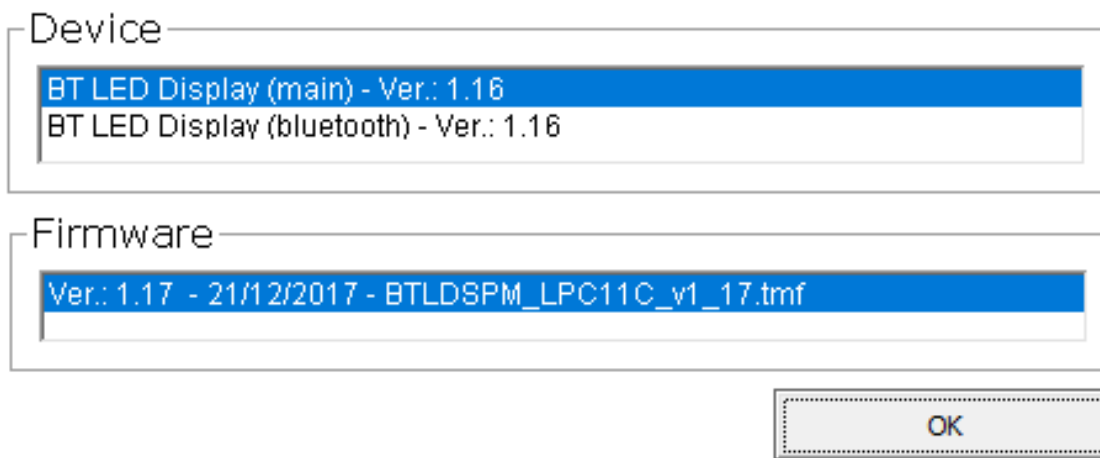 Device
BT LED Display (main) - Ver.: 1.16
BT LED Display (bluetooth) - Ver.: 1.16
Firmware
Ver.: 1.17 - 21/12/2017 - BTLDSPM_LPC11C_v1_17.tmf
OK